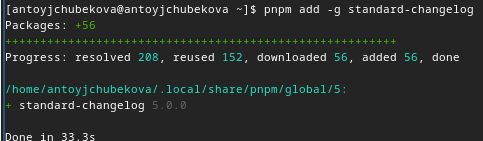 [antoyjchubekova@antoyjchubekova ~]$ pnpm add -g standard-changelog
Packages: +56
++++++++++++++++++++++++++++++++++++++++++++++++++++++++
Progress: resolved 208, reused 152, downloaded 56, added 56, done
/home/antoyjchubekova/.local/share/pnpm/global/5:
+ standard-changelog 5.0.0
Done in 33.3s